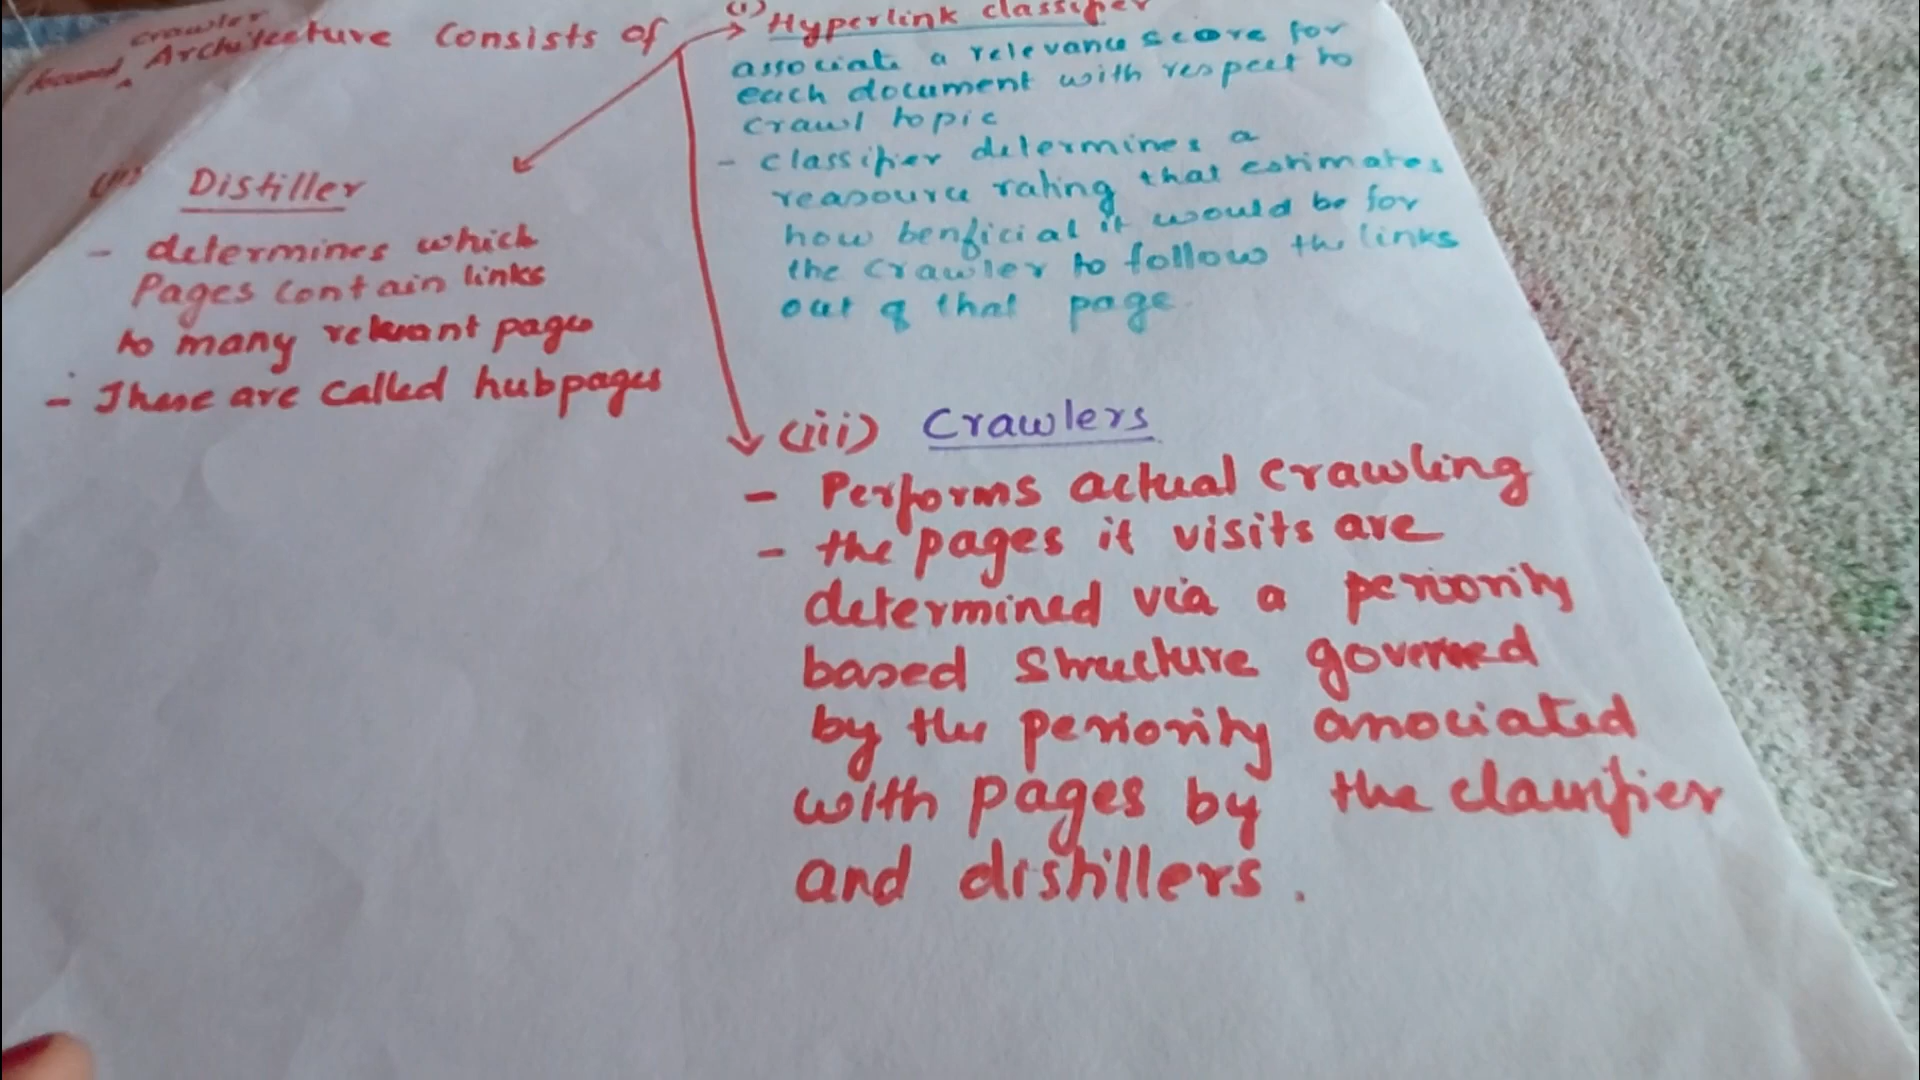 crawler
focused ^ Architecture Consists of
(i) Hyperlink classifier
associate a relevance score for
each document with respect to
crawl topic
- classifier determines a
reasource rating that estimates
how benficial it would be for
the crawler to follow the links
out of that page.
(ii) Distiller
- determines which
Pages contain links
to many relevant pages
- These are called hubpages
(iii) Crawlers
- Performs actual crawling
- the pages it visits are
determined via a periority
based structure governed
by the periority associated
with pages by the classifier
and distillers.